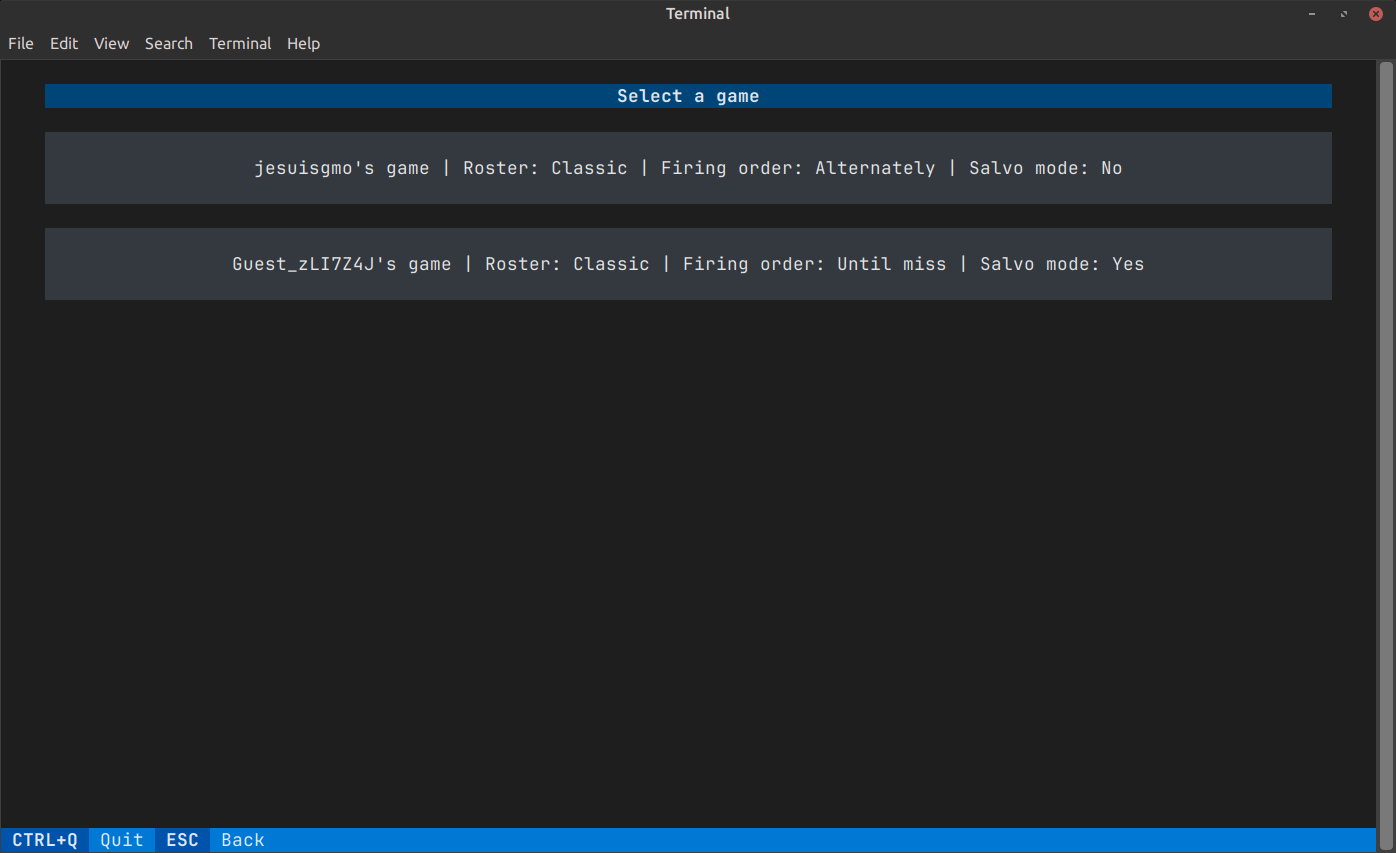 Terminal
File Edit View Search Terminal Help
Select a game
jesuisgmo's game | Roster: Classic | Firing order: Alternately | Salvo mode: No
Guest_zLI7Z4J's game | Roster: Classic | Firing order: Until miss | Salvo mode: Yes
CTRL+Q Quit ESC Back